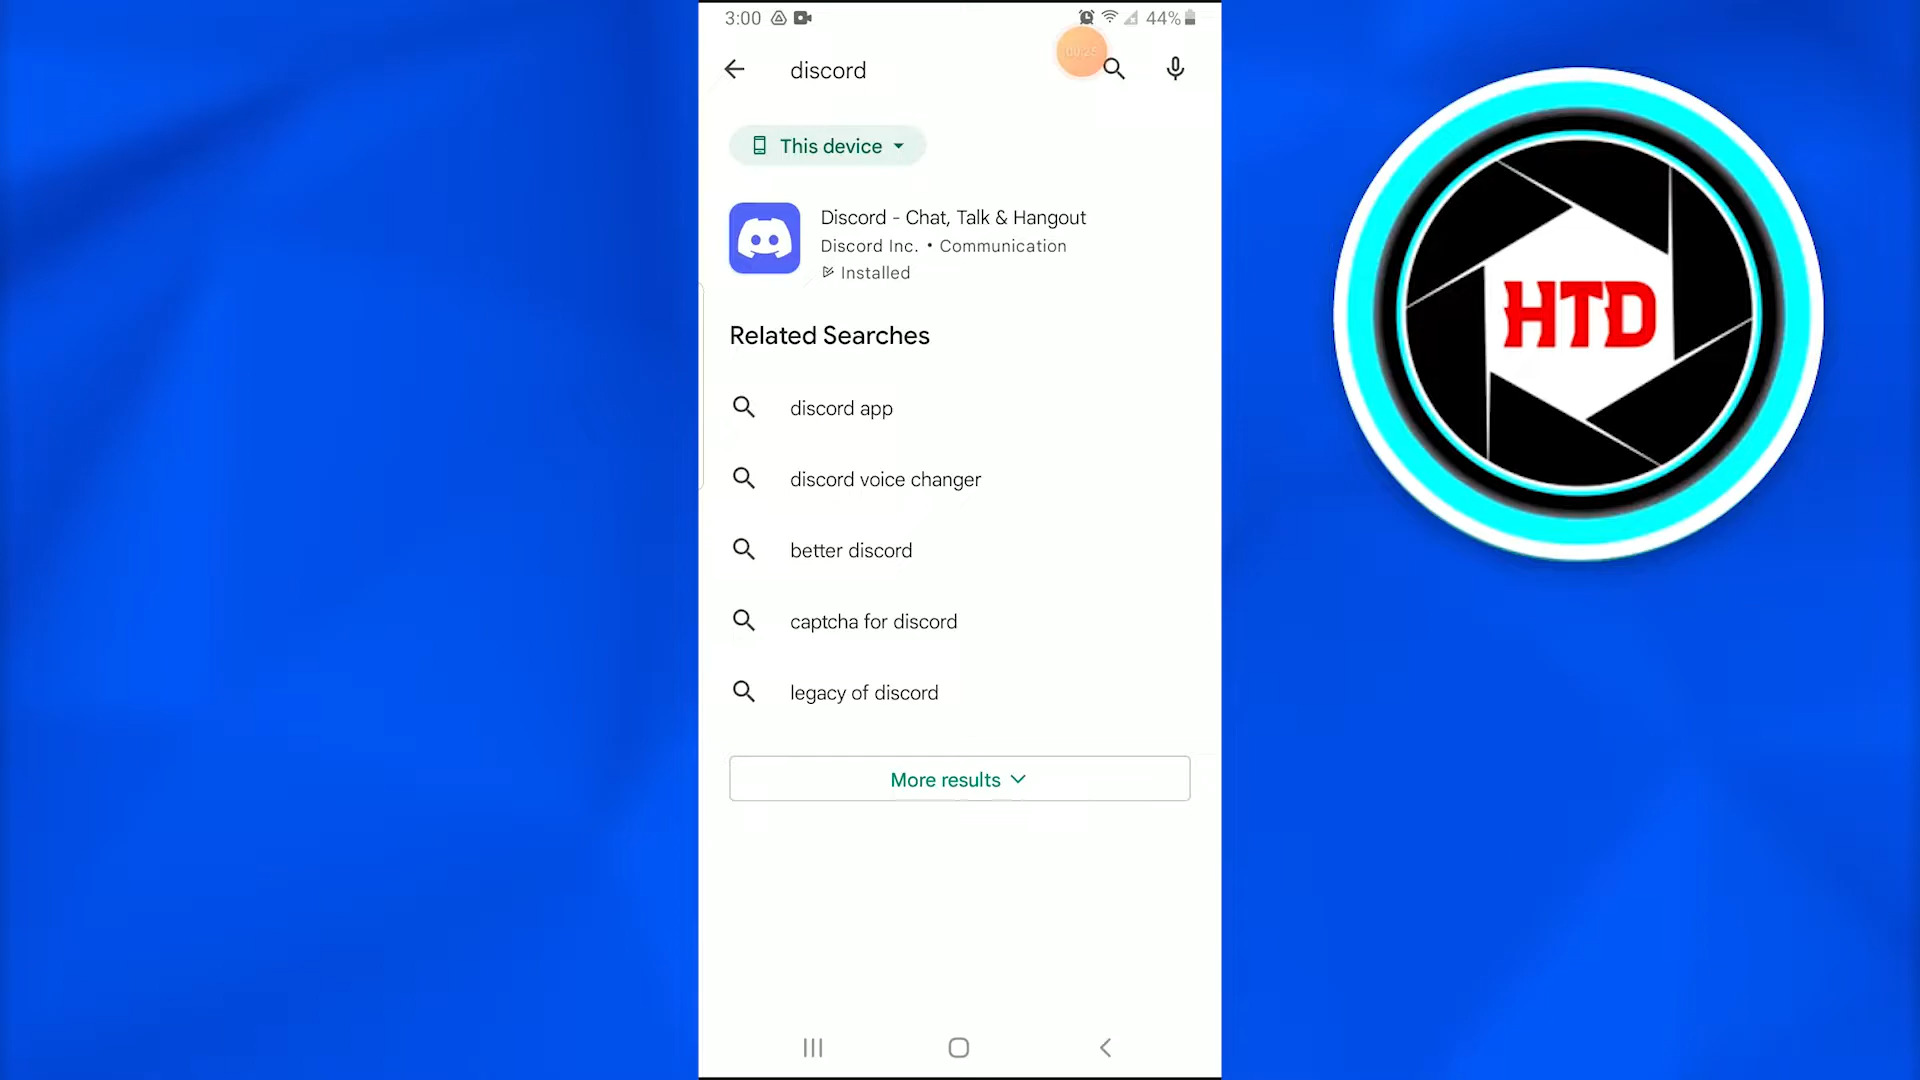 3:00
44%
discord
This device
Discord - Chat, Talk & Hangout
Discord Inc. • Communication
Installed
Related Searches
discord app
discord voice changer
better discord
captcha for discord
legacy of discord
More results
HTD